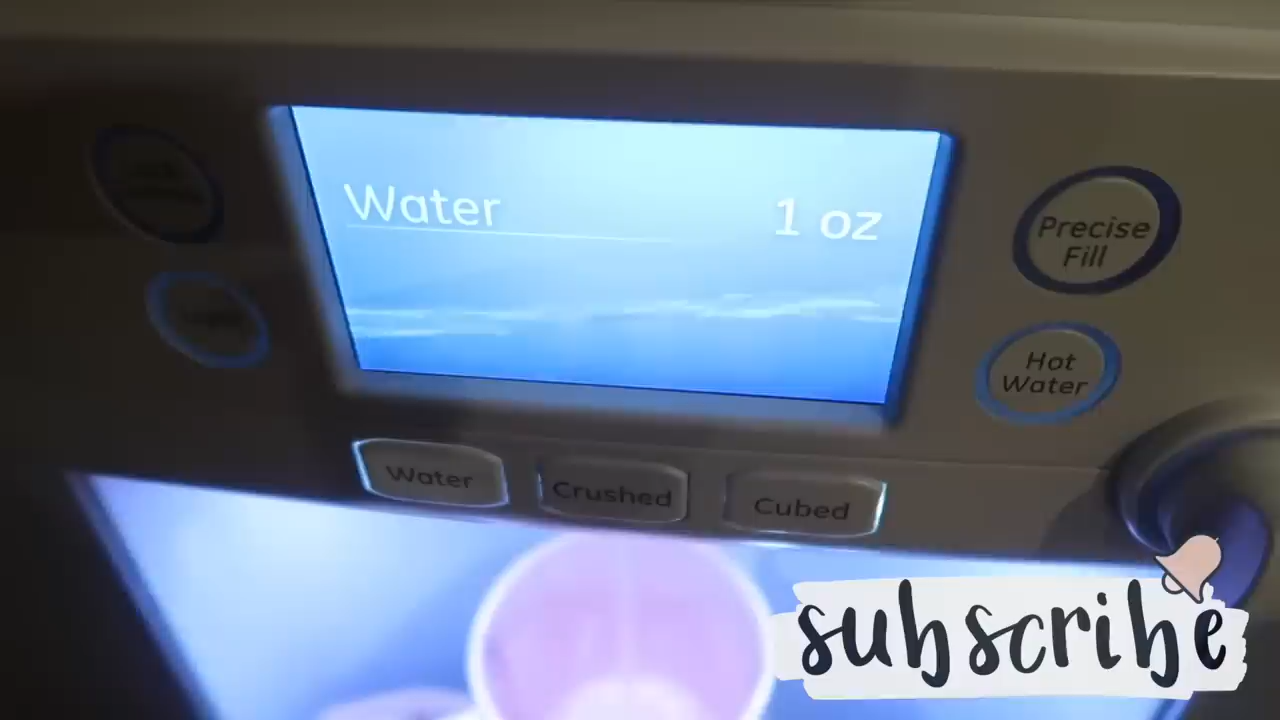 Water 1 oz
Precise
Fill
Hot
Water
Water
Crushed
Cubed
subscribe